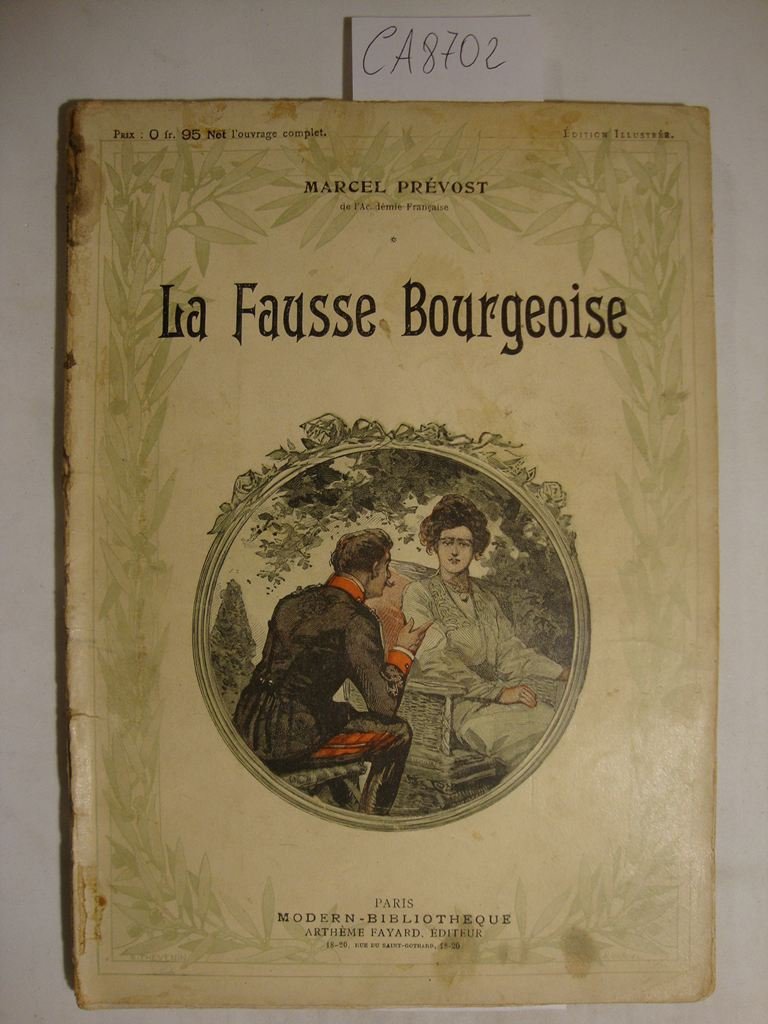 CA8702
PRIX : 0 fr. 95 Net l'ouvrage complet.
ÉDITION ILLUSTRÉE.
MARCEL PRÉVOST
de l'Académie Française
La Fausse Bourgeoise
PARIS
MODERN-BIBLIOTHEQUE
ARTHÈME FAYARD, ÉDITEUR
18-20, RUE DU SAINT-GOTHARD, 18-20